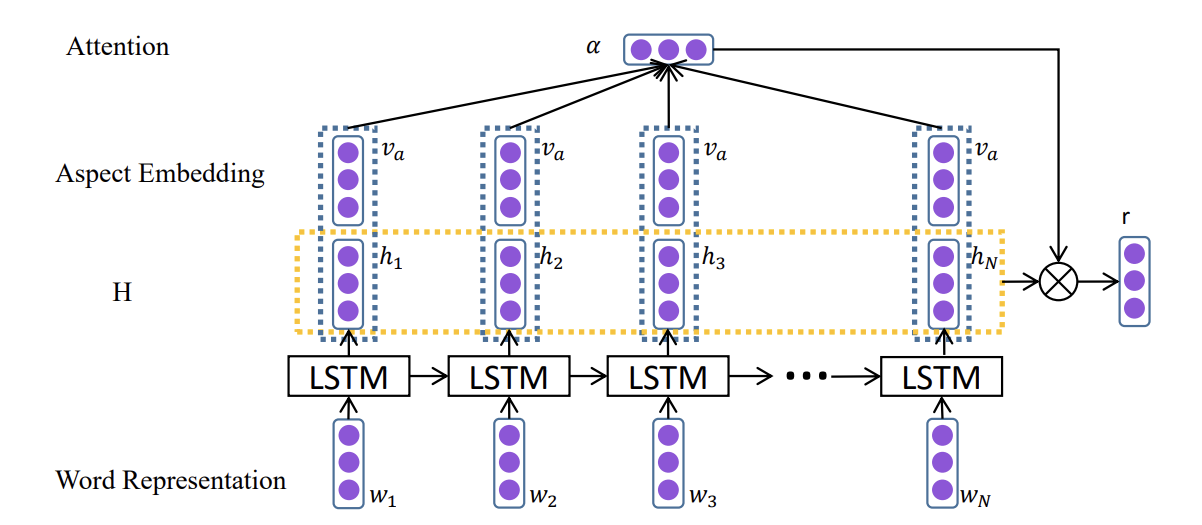 Attention α
Aspect Embedding v_a v_a v_a v_a
r
H h_1 h_2 h_3 h_N
LSTM LSTM LSTM ••• LSTM
Word Representation w_1 w_2 w_3 w_N